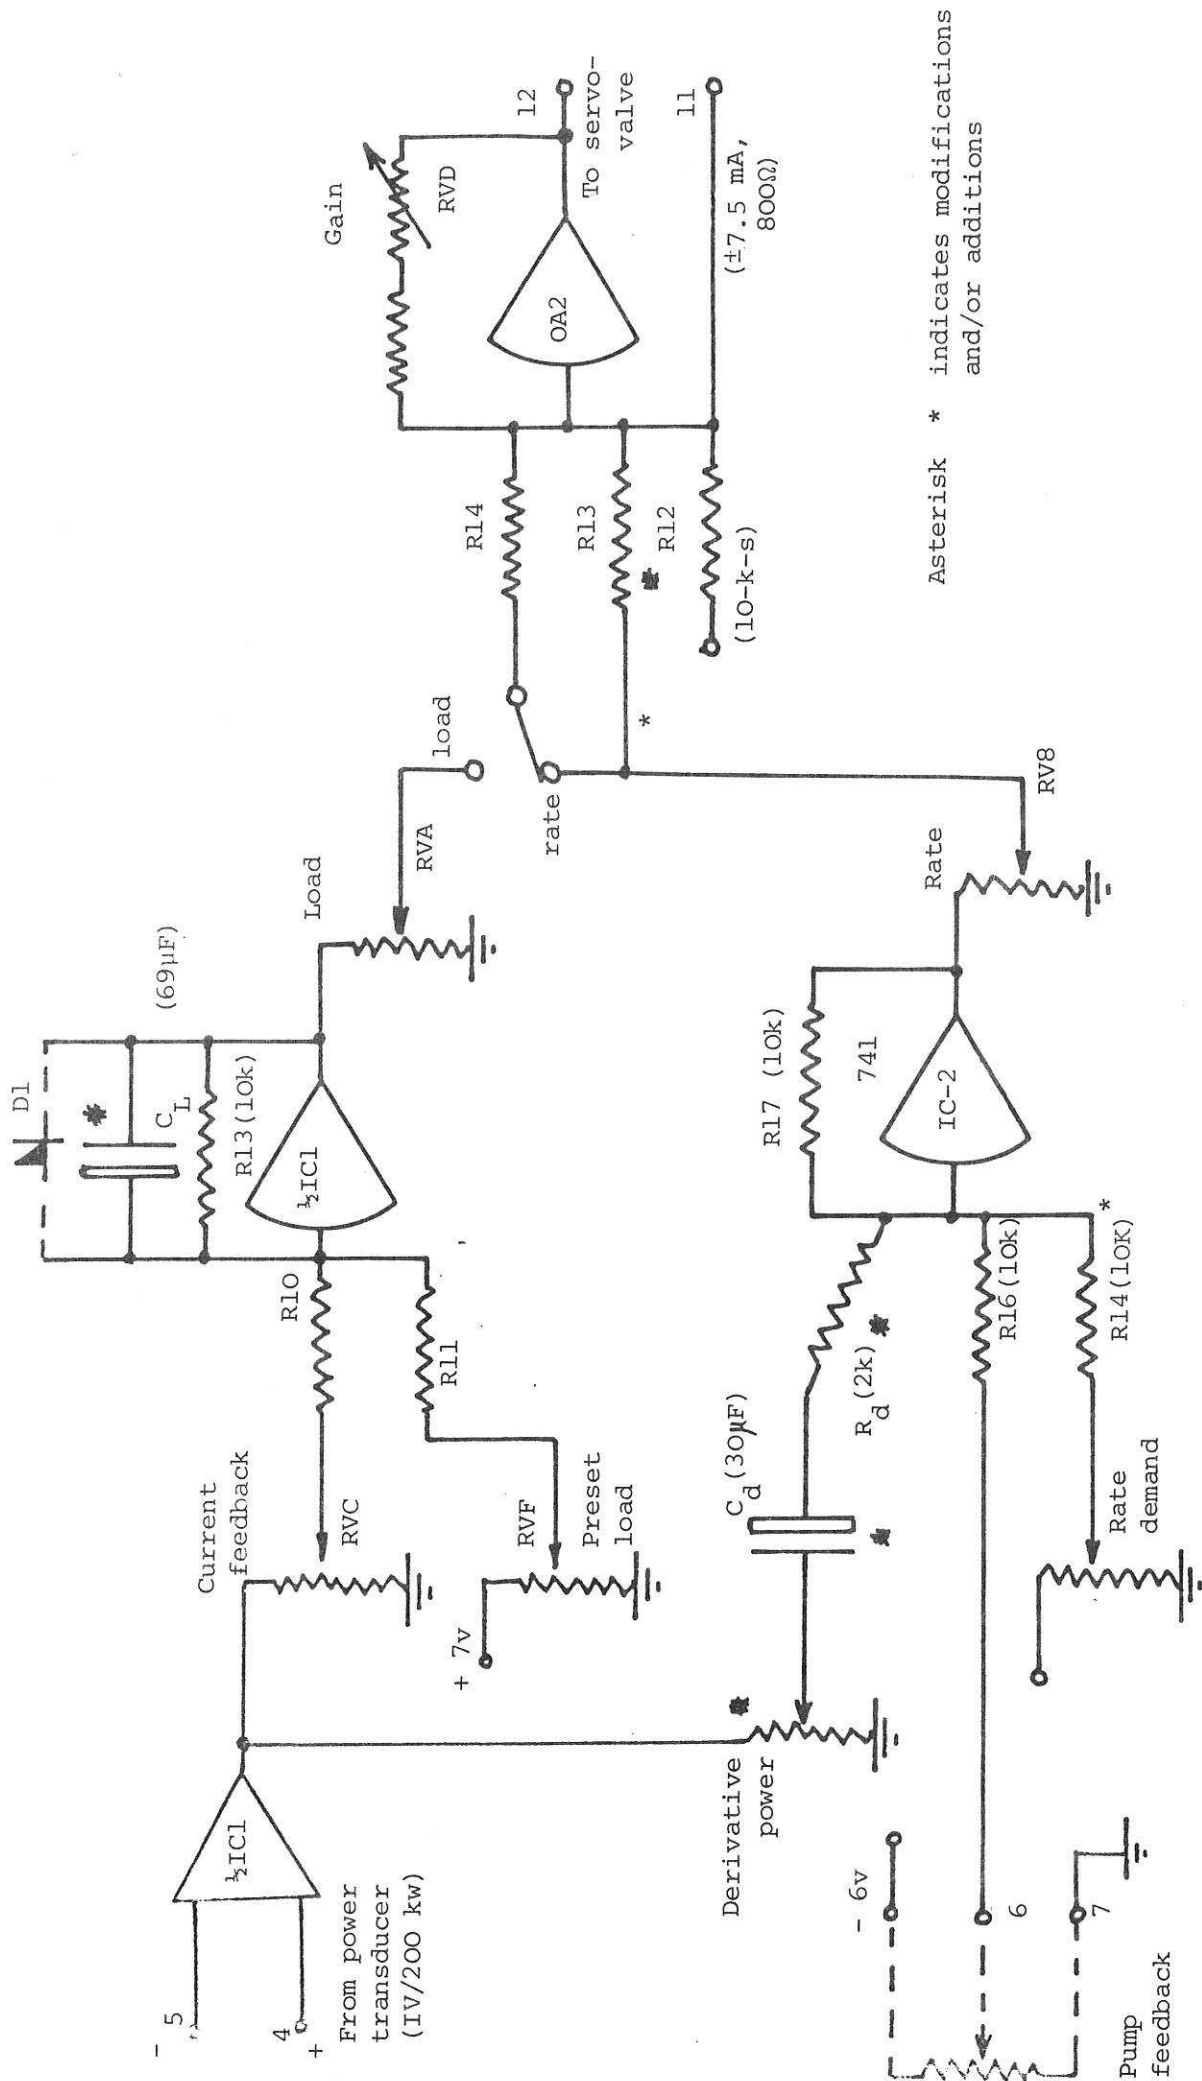 - 5
4
+
From power
transducer
(1V/200 kw)
½IC1
Current
feedback
RVC
+ 7v
RVF
Preset
load
R10
R11
D1
*
C_L
(69μF)
R13(10k)
½IC1
Load
RVA
load
rate
R14
R13
*
*
R12
(10-k-s)
Gain
RVD
OA2
12
To servo-
valve
11
(±7.5 mA,
800Ω)
Derivative
power
*
C_d(30μF)
*
R_d(2k)
*
R17 (10k)
741
IC-2
R16(10k)
R14(10K)
*
Rate
RV8
Rate
demand
- 6v
6
7
Pump
feedback
Asterisk * indicates modifications
and/or additions